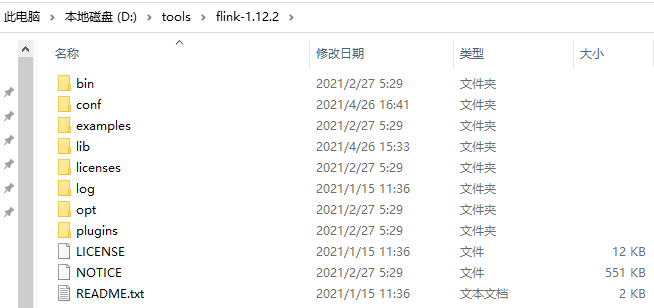 此电脑 > 本地磁盘 (D:) > tools > flink-1.12.2 >
名称 修改日期 类型 大小
bin 2021/2/27 5:29 文件夹
conf 2021/4/26 16:41 文件夹
examples 2021/2/27 5:29 文件夹
lib 2021/4/26 15:33 文件夹
licenses 2021/2/27 5:29 文件夹
log 2021/1/15 11:36 文件夹
opt 2021/2/27 5:29 文件夹
plugins 2021/2/27 5:29 文件夹
LICENSE 2021/1/15 11:36 文件 12 KB
NOTICE 2021/2/27 5:29 文件 551 KB
README.txt 2021/1/15 11:36 文本文档 2 KB